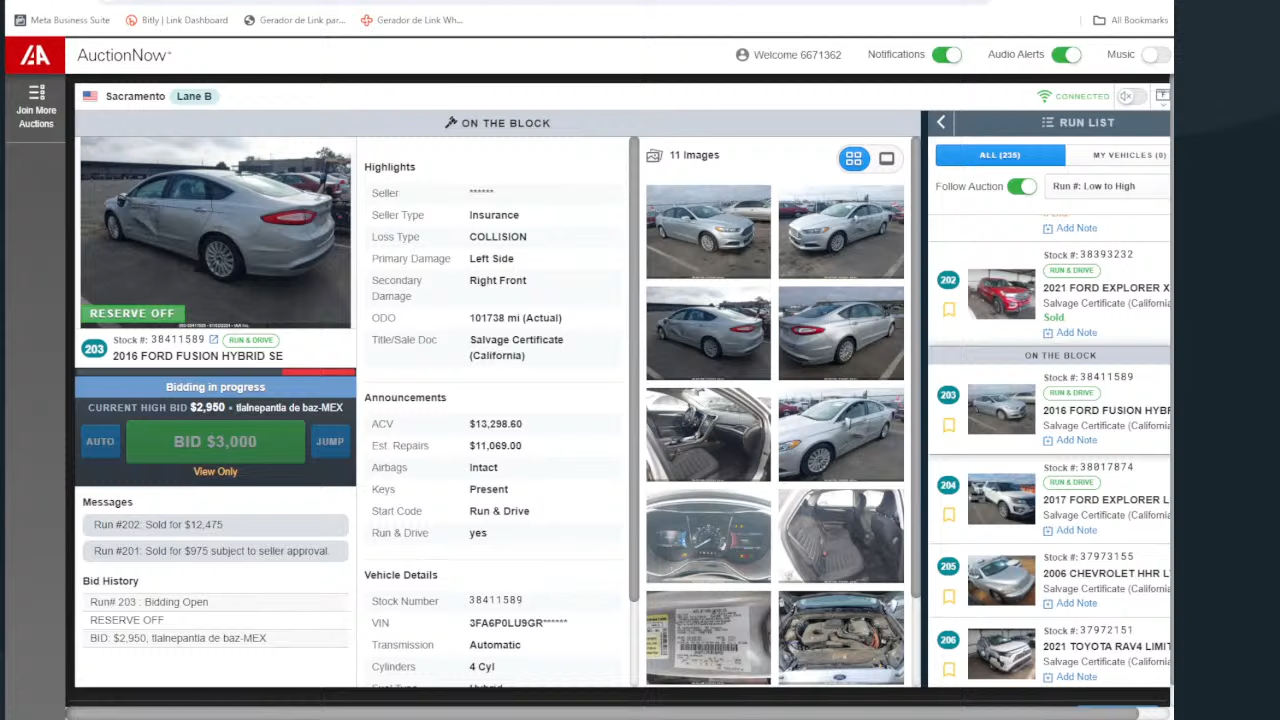 Meta Business Suite
Bitly | Link Dashboard
Gerador de Link par...
Gerador de Link Wh...
All Bookmarks
IAA
AuctionNow
Welcome 6671362
Notifications
Audio Alerts
Music
Join More
Auctions
Sacramento
Lane B
CONNECTED
ON THE BLOCK
RESERVE OFF
203
Stock #: 38411589
RUN & DRIVE
2016 FORD FUSION HYBRID SE
Bidding in progress
CURRENT HIGH BID $2,950 • tlalnepantla de baz-MEX
AUTO
BID $3,000
JUMP
View Only
Messages
Run #202: Sold for $12,475
Run #201: Sold for $975 subject to seller approval.
Bid History
Run# 203 : Bidding Open
RESERVE OFF
BID: $2,950, tlalnepantla de baz-MEX
Highlights
Seller ******
Seller Type Insurance
Loss Type COLLISION
Primary Damage Left Side
Secondary Right Front
Damage
ODO 101738 mi (Actual)
Title/Sale Doc Salvage Certificate
(California)
Announcements
ACV $13,298.60
Est. Repairs $11,069.00
Airbags Intact
Keys Present
Start Code Run & Drive
Run & Drive yes
Vehicle Details
Stock Number 38411589
VIN 3FA6P0LU9GR******
Transmission Automatic
Cylinders 4 Cyl
Fuel Type Hybrid
11 Images
RUN LIST
ALL (235)
MY VEHICLES (0)
Follow Auction
Run #: Low to High
Add Note
202
Stock #: 38393232
RUN & DRIVE
2021 FORD EXPLORER X
Salvage Certificate (California
Sold
Add Note
ON THE BLOCK
203
Stock #: 38411589
RUN & DRIVE
2016 FORD FUSION HYBR
Salvage Certificate (California
Add Note
204
Stock #: 38017874
RUN & DRIVE
2017 FORD EXPLORER L
Salvage Certificate (California
Add Note
205
Stock #: 37973155
2006 CHEVROLET HHR L
Salvage Certificate (California
Add Note
206
Stock #: 37972151
2021 TOYOTA RAV4 LIMIT
Salvage Certificate (California
Add Note